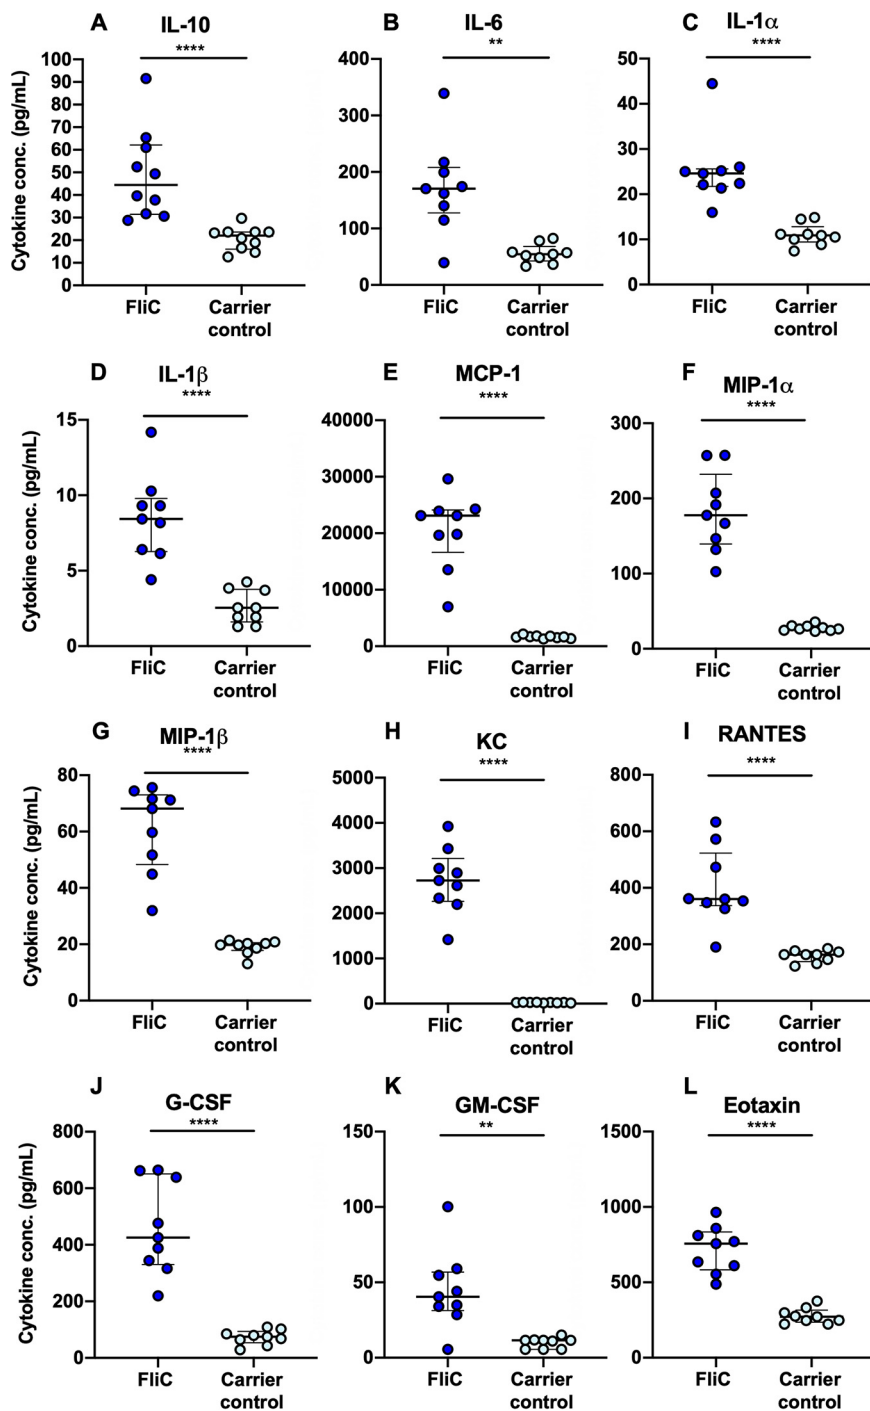 A IL-10
****
Cytokine conc. (pg/mL)
100
90
80
70
60
50
40
30
20
10
0
FliC Carrier
control
B IL-6
**
400
300
200
100
0
FliC Carrier
control
C IL-1α
****
50
40
30
20
10
0
FliC Carrier
control
D IL-1β
****
Cytokine conc. (pg/mL)
15
10
5
0
FliC Carrier
control
E MCP-1
****
40000
30000
20000
10000
0
FliC Carrier
control
F MIP-1α
****
300
200
100
0
FliC Carrier
control
G MIP-1β
****
Cytokine conc. (pg/mL)
80
60
40
20
0
FliC Carrier
control
H KC
****
5000
4000
3000
2000
1000
0
FliC Carrier
control
I RANTES
****
800
600
400
200
0
FliC Carrier
control
J G-CSF
****
Cytokine conc. (pg/mL)
800
600
400
200
0
FliC Carrier
control
K GM-CSF
**
150
100
50
0
FliC Carrier
control
L Eotaxin
****
1500
1000
500
0
FliC Carrier
control